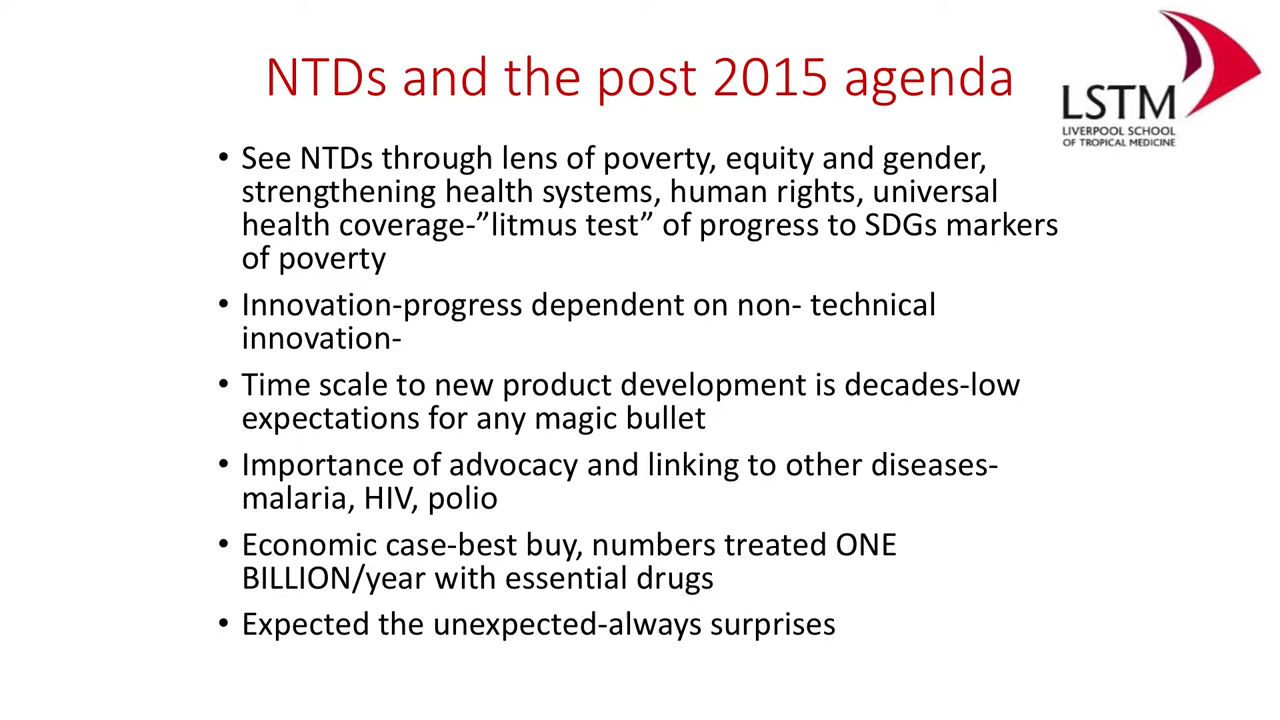 NTDs and the post 2015 agenda
LSTM
LIVERPOOL SCHOOL
OF TROPICAL MEDICINE
• See NTDs through lens of poverty, equity and gender,
strengthening health systems, human rights, universal
health coverage-”litmus test” of progress to SDGs markers
of poverty
• Innovation-progress dependent on non- technical
innovation-
• Time scale to new product development is decades-low
expectations for any magic bullet
• Importance of advocacy and linking to other diseases-
malaria, HIV, polio
• Economic case-best buy, numbers treated ONE
BILLION/year with essential drugs
• Expected the unexpected-always surprises